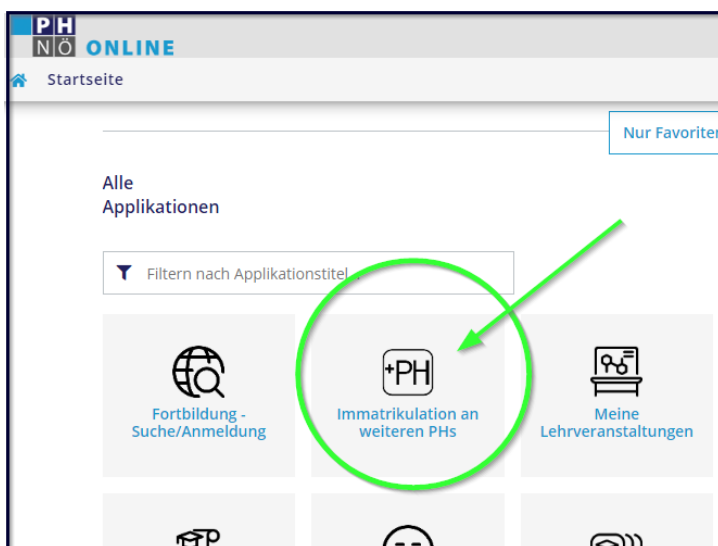 PH
NÖ ONLINE
Startseite
Nur Favoriten
Alle
Applikationen
Filtern nach Applikationstitel
+PH
Fortbildung -
Suche/Anmeldung
Immatrikulation an
weiteren PHs
Meine
Lehrveranstaltungen